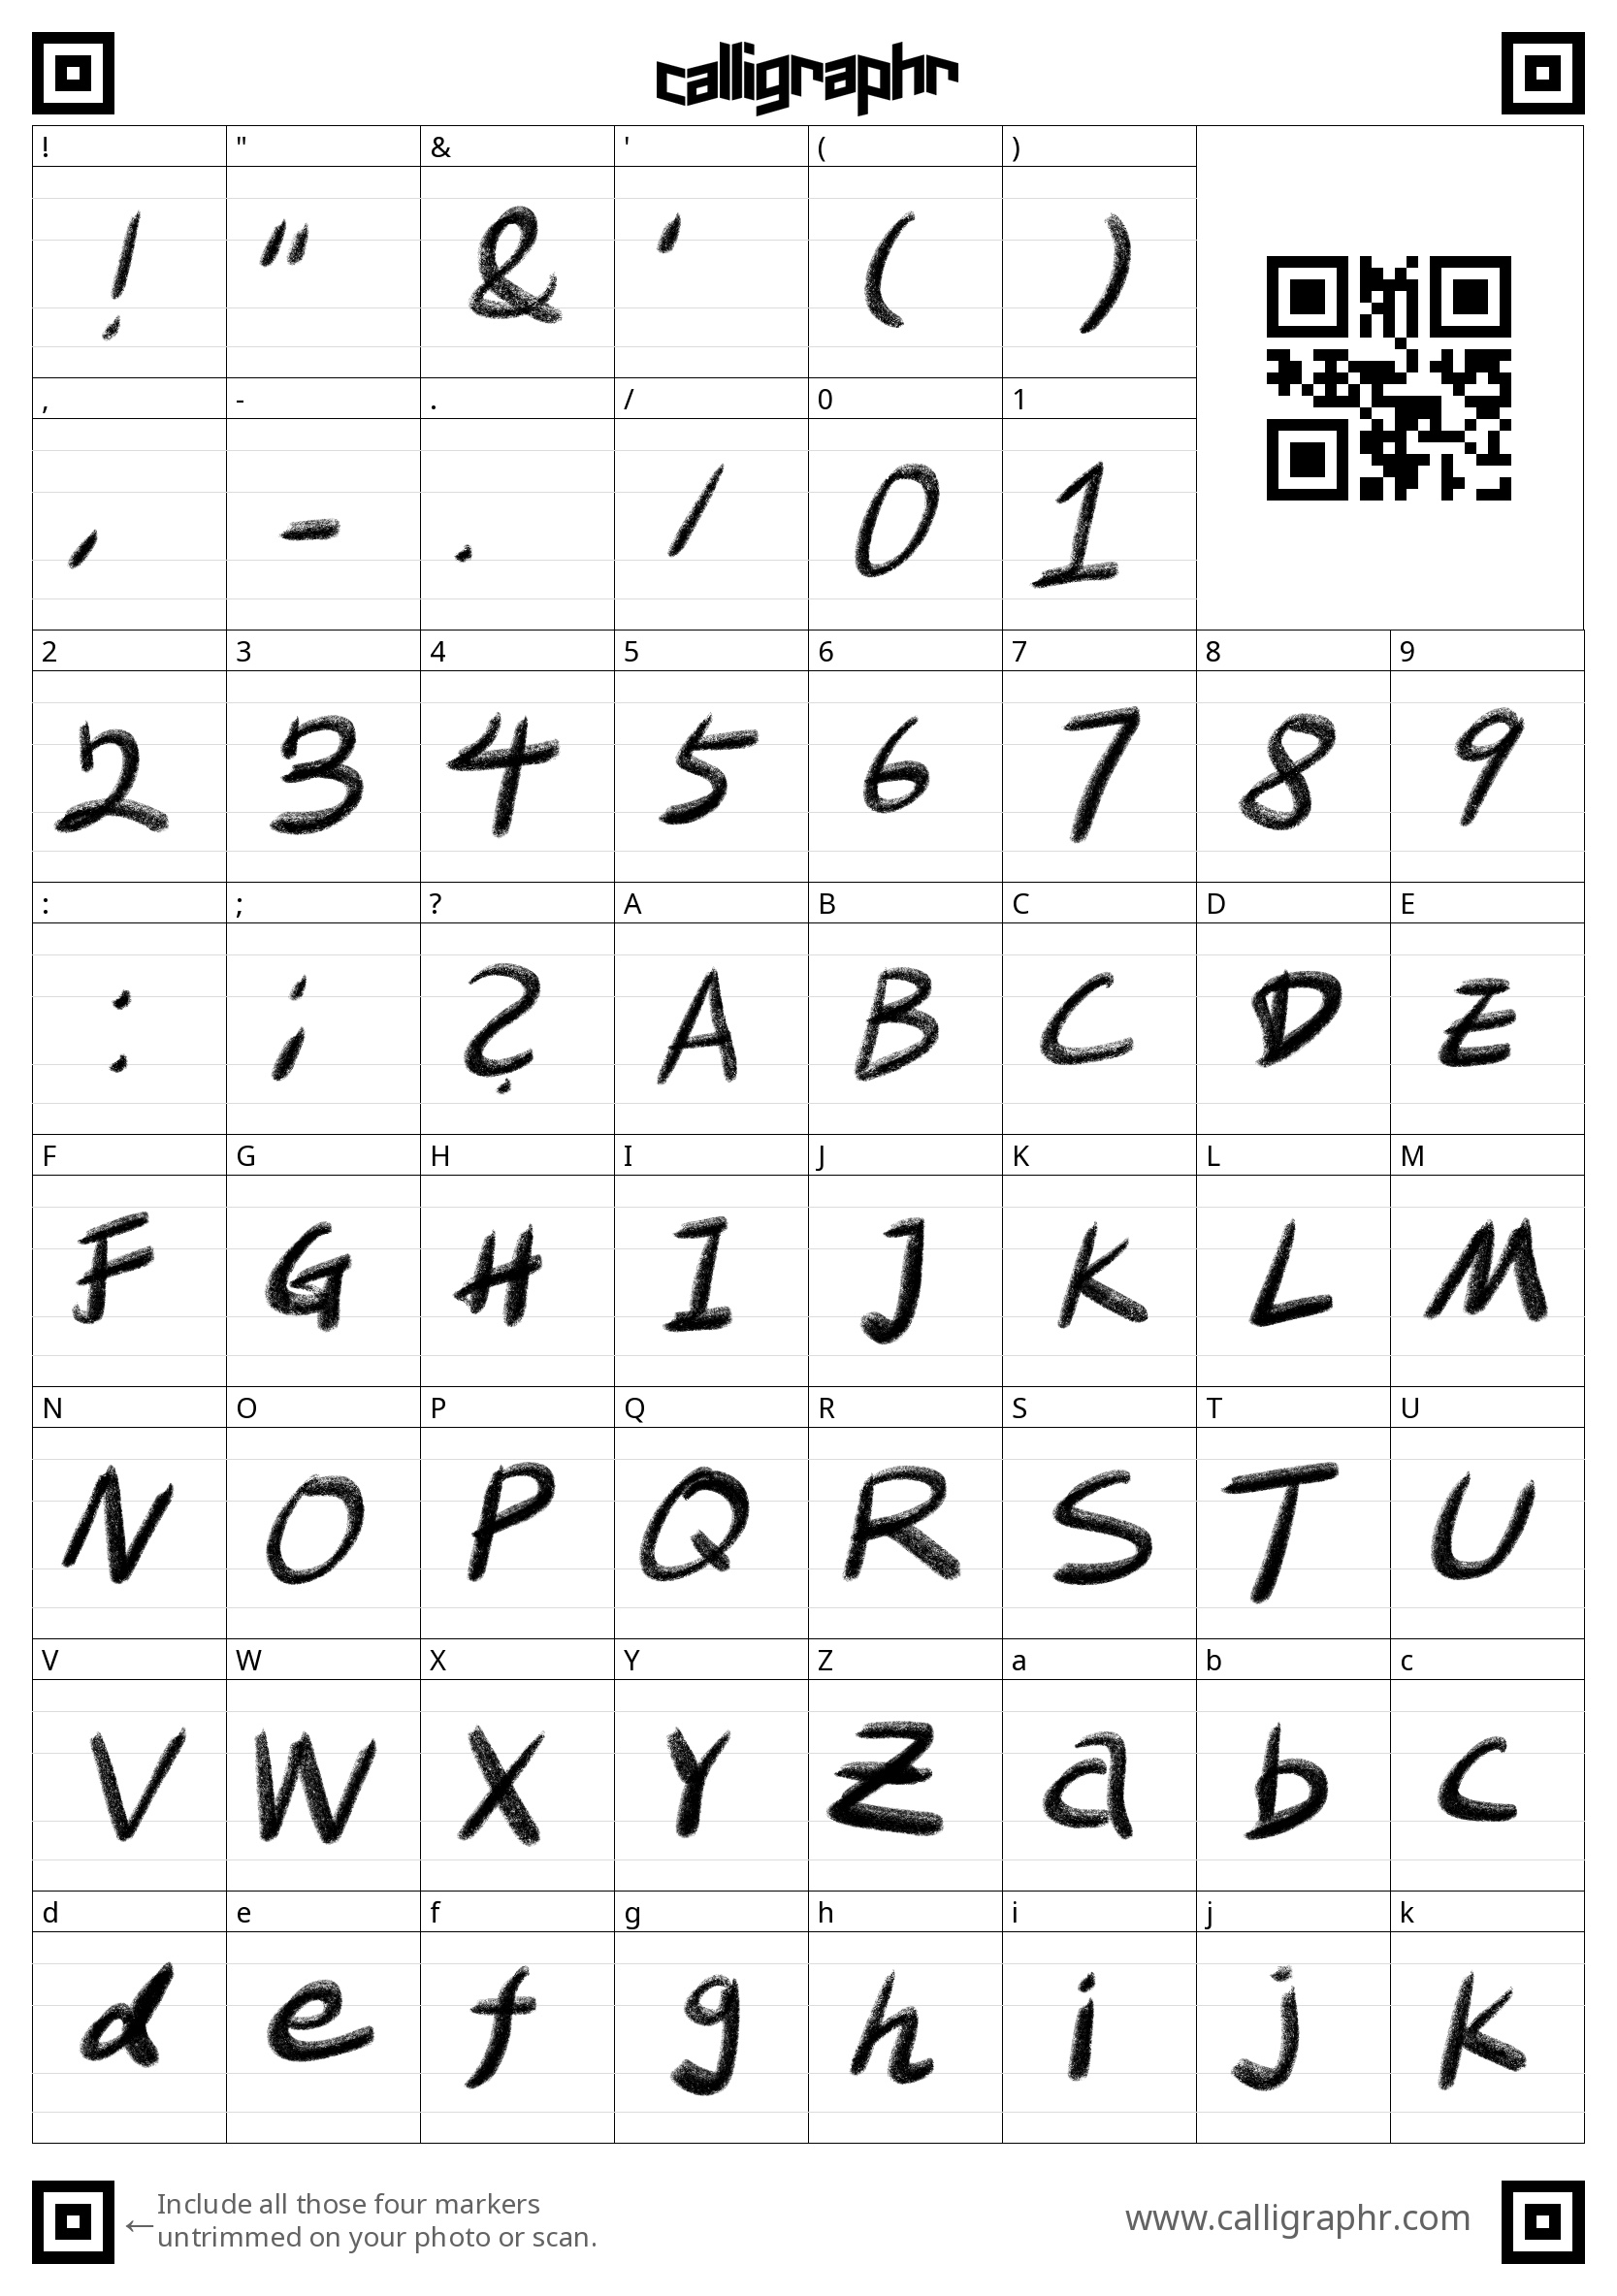 calligraphr
! " & ' ( )
! " & ' ( )
, - . / 0 1
, - . / 0 1
2 3 4 5 6 7 8 9
2 3 4 5 6 7 8 9
: ; ? A B C D E
: ; ? A B C D E
F G H I J K L M
F G H I J K L M
N O P Q R S T U
N O P Q R S T U
V W X Y Z a b c
V W X Y Z a b c
d e f g h i j k
d e f g h i j k
←Include all those four markers
untrimmed on your photo or scan.
www.calligraphr.com